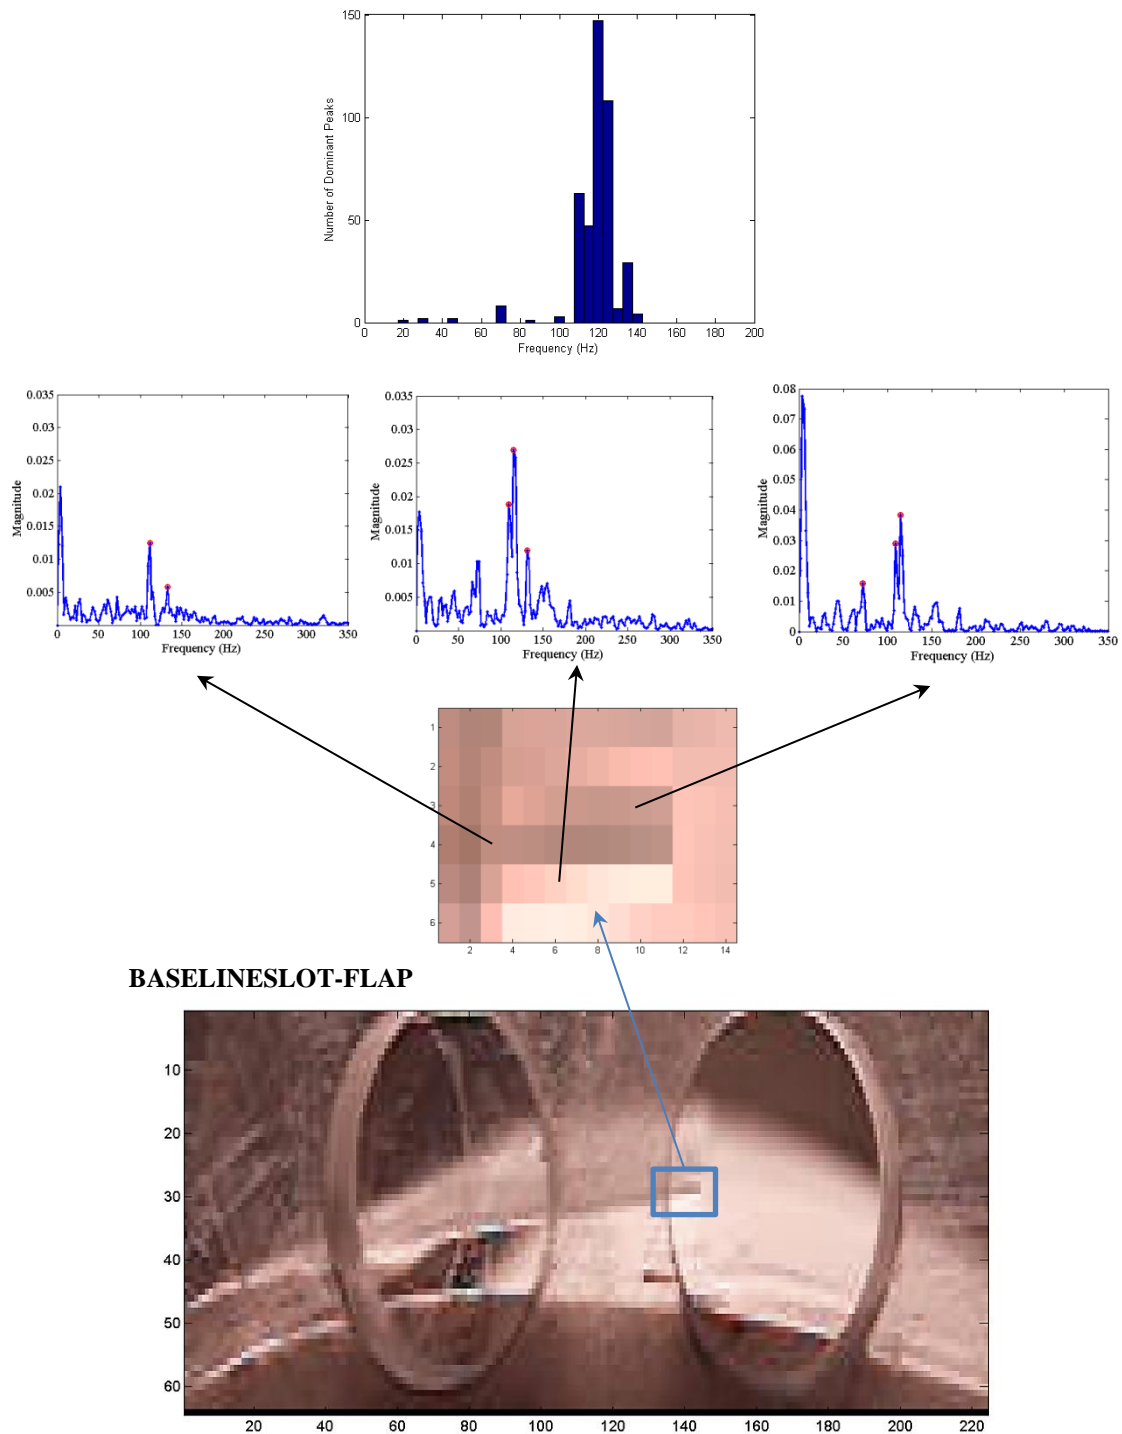 Number of Dominant Peaks
150
100
50
0
0 20 40 60 80 100 120 140 160 180 200
Frequency (Hz)
Magnitude
0.035
0.03
0.025
0.02
0.015
0.01
0.005
0 50 100 150 200 250 300 350
Frequency (Hz)
Magnitude
0.035
0.03
0.025
0.02
0.015
0.01
0.005
0 50 100 150 200 250 300 350
Frequency (Hz)
Magnitude
0.08
0.07
0.06
0.05
0.04
0.03
0.02
0.01
0
0 50 100 150 200 250 300 350
Frequency (Hz)
1
2
3
4
5
6
2 4 6 8 10 12 14
BASELINESLOT-FLAP
10
20
30
40
50
60
20 40 60 80 100 120 140 160 180 200 220